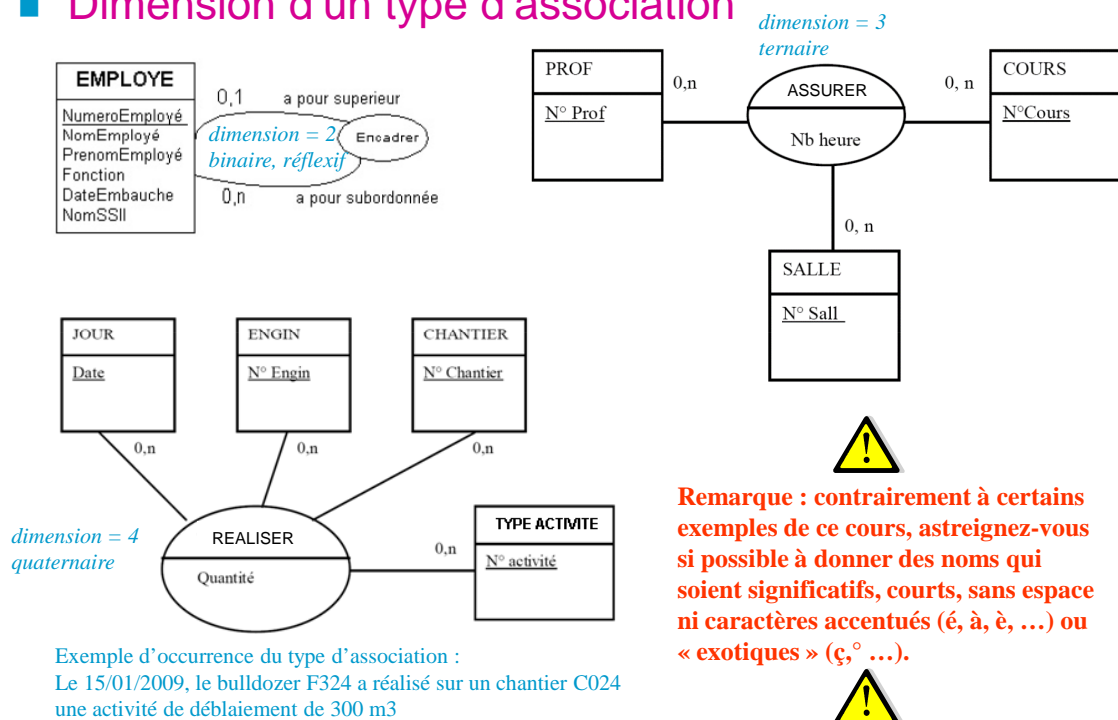 Dimension d'un type d'association
EMPLOYE
NumeroEmployé
NomEmployé
PrenomEmployé
Fonction
DateEmbauche
NomSSII
0,1 a pour superieur
dimension = 2
binaire, réflexif
Encadrer
0,n a pour subordonnée
dimension = 3
ternaire
PROF
N° Prof
0,n
ASSURER
Nb heure
0, n
COURS
N°Cours
0, n
SALLE
N° Sall
JOUR
Date
ENGIN
N° Engin
CHANTIER
N° Chantier
0,n
0,n
0,n
dimension = 4
quaternaire
REALISER
Quantité
0,n
TYPE ACTIVITE
N° activité
Exemple d'occurrence du type d'association :
Le 15/01/2009, le bulldozer F324 a réalisé sur un chantier C024
une activité de déblaiement de 300 m3
!
Remarque : contrairement à certains
exemples de ce cours, astreignez-vous
si possible à donner des noms qui
soient significatifs, courts, sans espace
ni caractères accentués (é, à, è, …) ou
« exotiques » (ç,° …).
!